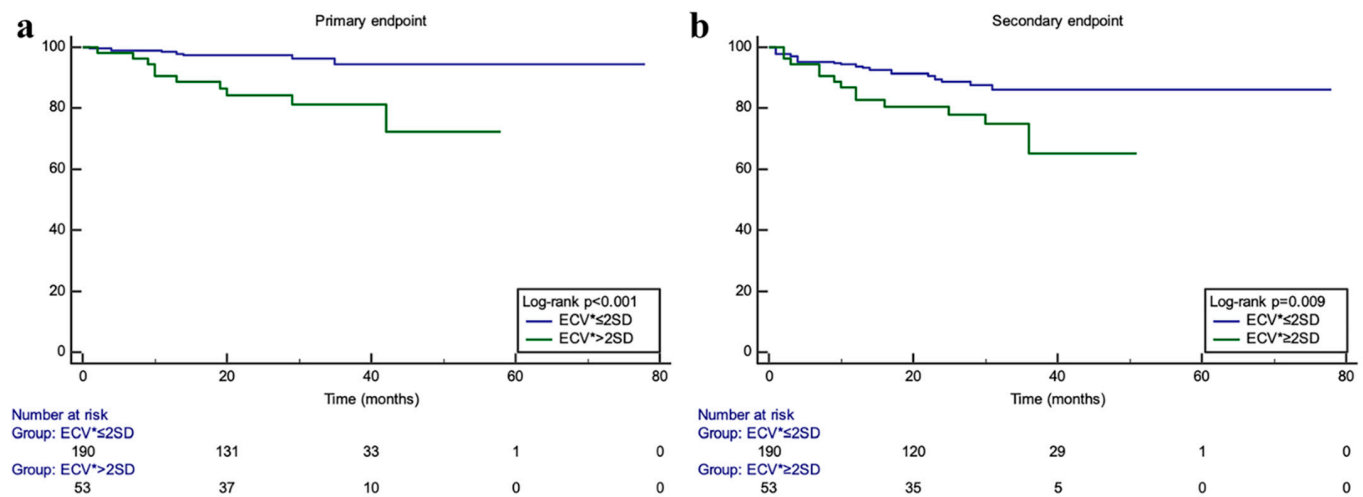 a
Primary endpoint
100
80
60
40
20
0
Log-rank p<0.001
ECV*≤2SD
ECV*>2SD
0 20 40 60 80
Time (months)
Number at risk
Group: ECV*≤2SD
190 131 33 1 0
Group: ECV*>2SD
53 37 10 0 0
b
Secondary endpoint
100
80
60
40
20
0
Log-rank p=0.009
ECV*≤2SD
ECV*≥2SD
0 20 40 60 80
Time (months)
Number at risk
Group: ECV*≤2SD
190 120 29 1 0
Group: ECV*≥2SD
53 35 5 0 0